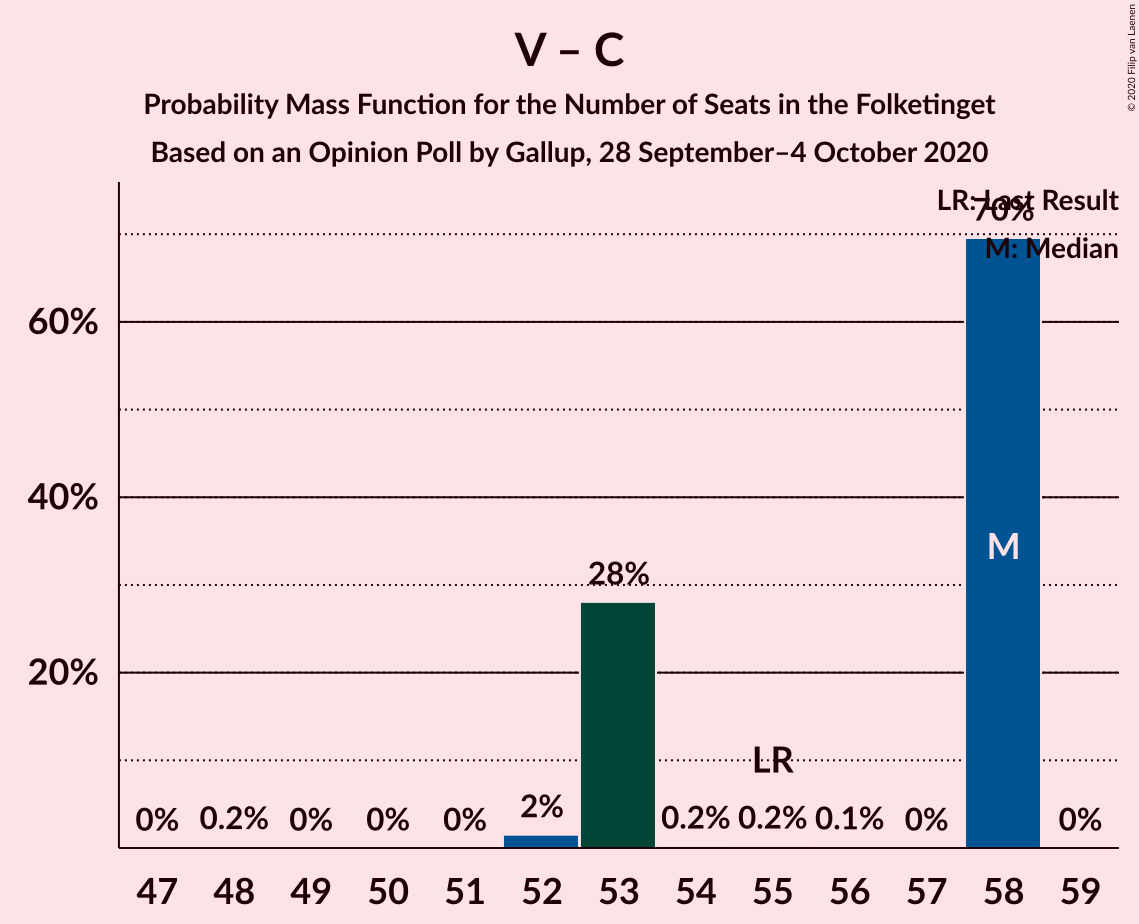 V – C
Probability Mass Function for the Number of Seats in the Folketinget
Based on an Opinion Poll by Gallup, 28 September–4 October 2020
© 2020 Filip van Laenen
LR: Last Result
M: Median
70%
60%
40%
20%
0%
0.2%
0%
0%
0%
2%
28%
0.2%
LR
0.2%
0.1%
0%
M
0%
47 48 49 50 51 52 53 54 55 56 57 58 59